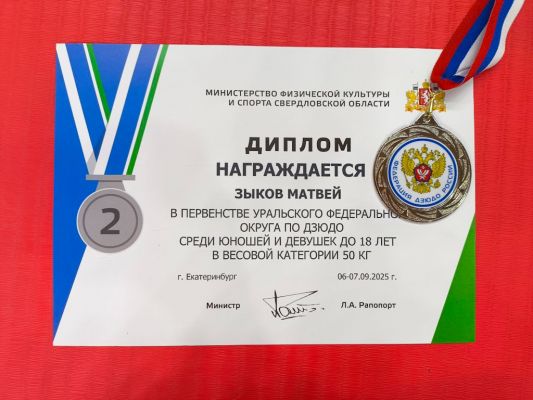 МИНИСТЕРСТВО ФИЗИЧЕСКОЙ КУЛЬТУРЫ
И СПОРТА СВЕРДЛОВСКОЙ ОБЛАСТИ
ДИПЛОМ
НАГРАЖДАЕТСЯ
ЗЫКОВ МАТВЕЙ
В ПЕРВЕНСТВЕ УРАЛЬСКОГО ФЕДЕРАЛЬНО
ОКРУГА ПО ДЗЮДО
СРЕДИ ЮНОШЕЙ И ДЕВУШЕК ДО 18 ЛЕТ
В ВЕСОВОЙ КАТЕГОРИИ 50 КГ
г. Екатеринбург 06-07.09.2025 г.
Министр Л.А. Рапопорт
2
ФЕДЕРАЦИЯ ДЗЮДО РОССИИ